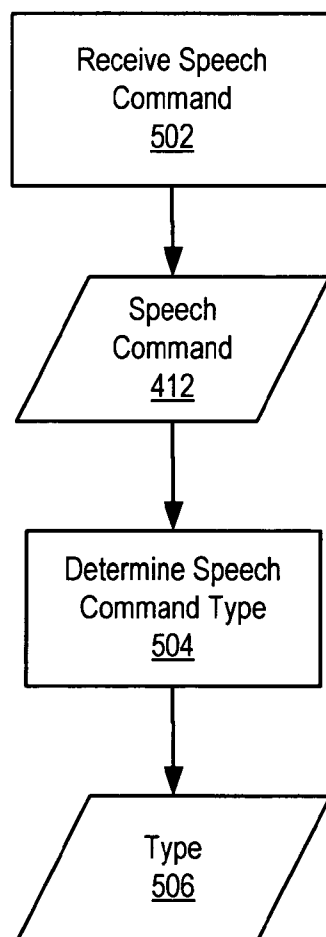 Receive Speech
Command
502
Speech
Command
412
Determine Speech
Command Type
504
Type
506